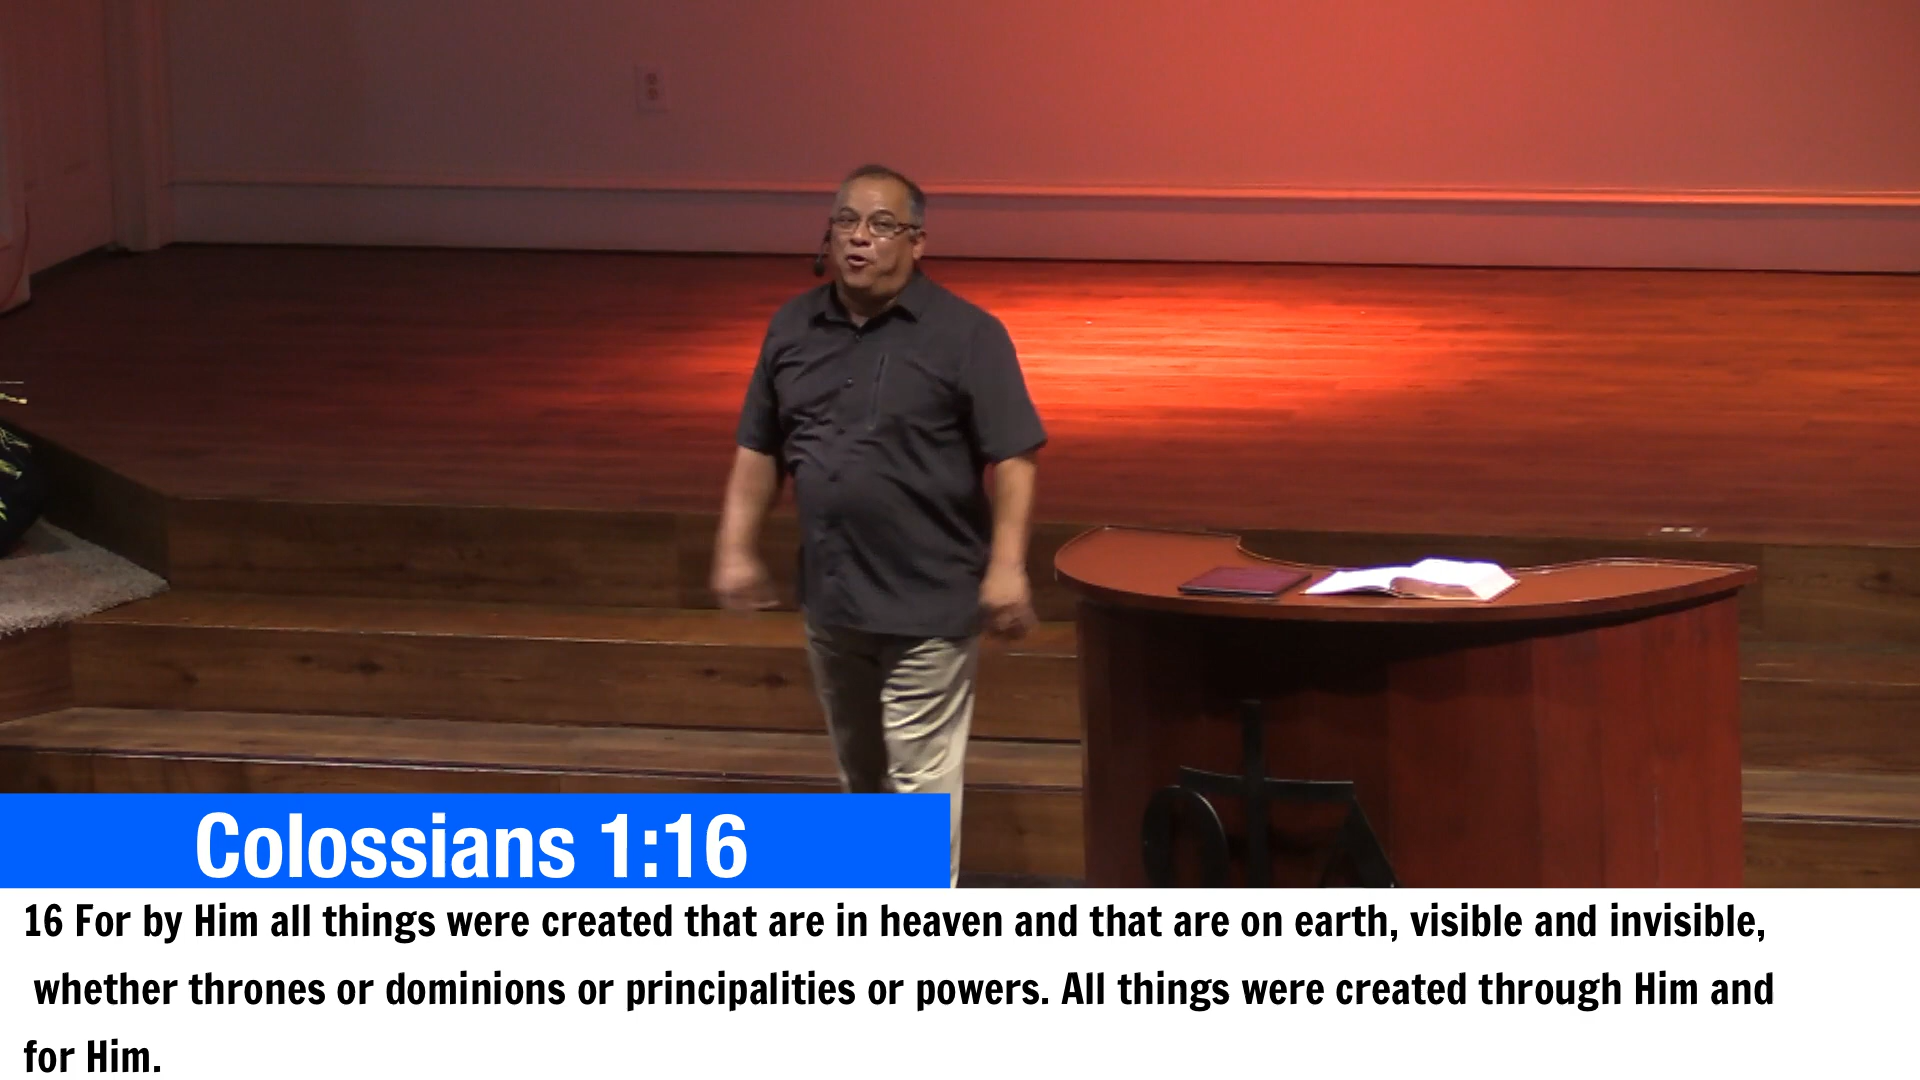 Colossians 1:16
16 For by Him all things were created that are in heaven and that are on earth, visible and invisible,
whether thrones or dominions or principalities or powers. All things were created through Him and
for Him.